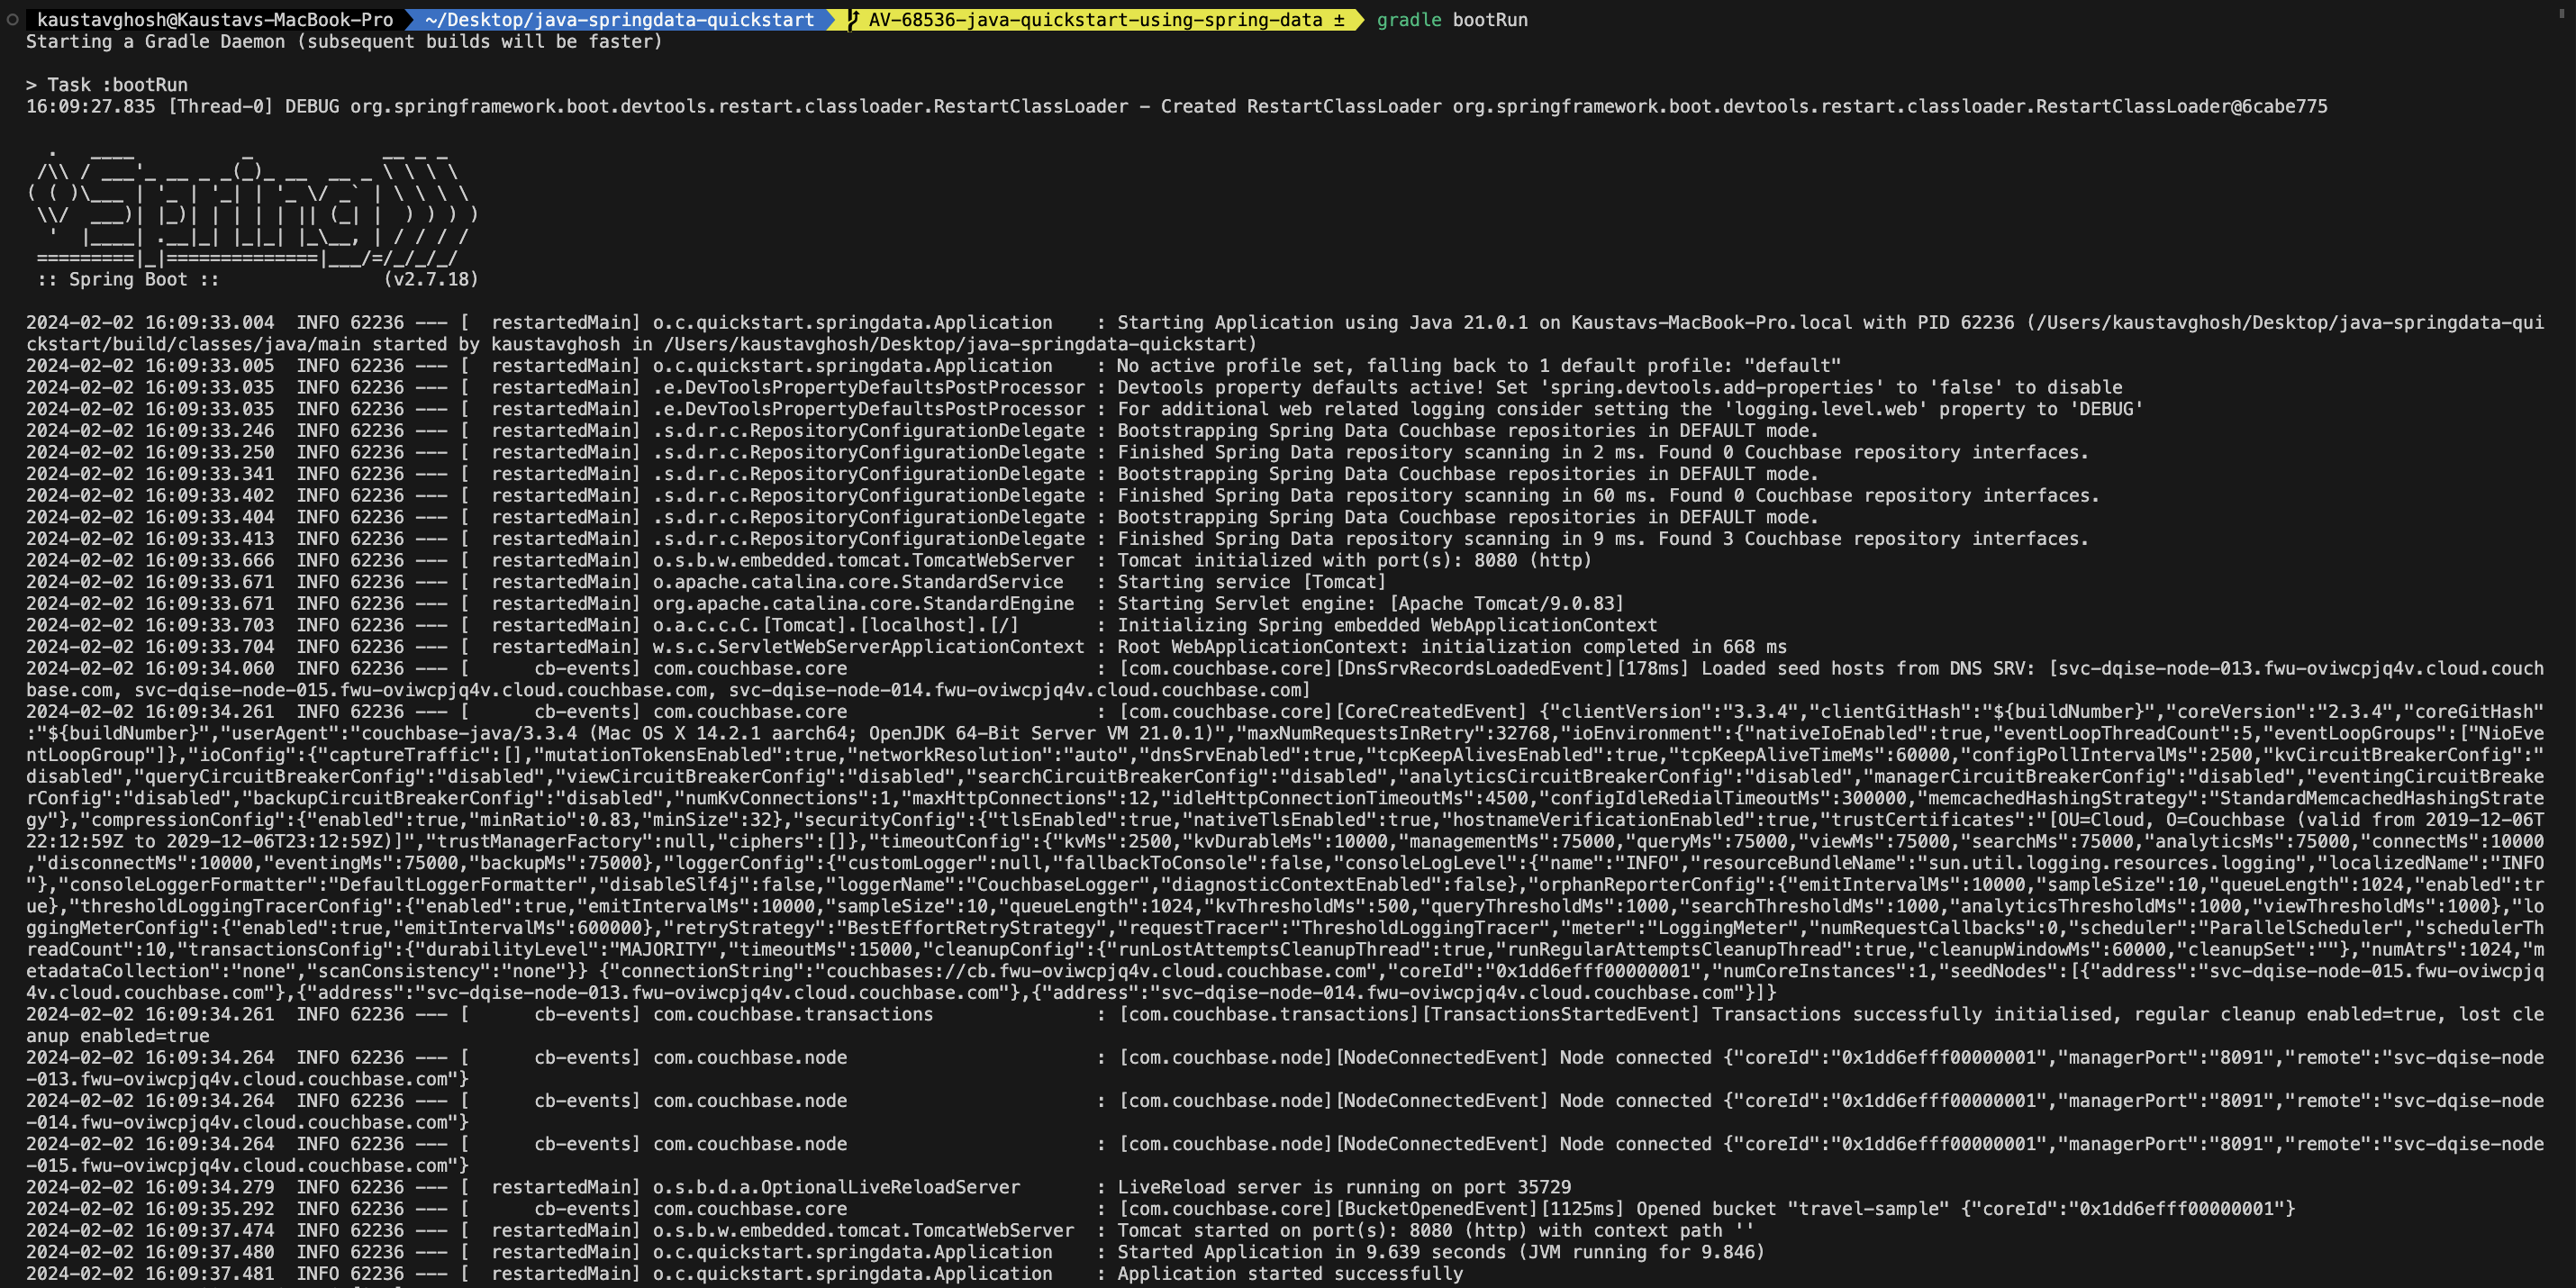 kaustavghosh@Kaustavs-MacBook-Pro ~/Desktop/java-springdata-quickstart AV-68536-java-quickstart-using-spring-data ± gradle bootRun
Starting a Gradle Daemon (subsequent builds will be faster)
> Task :bootRun
16:09:27.835 [Thread-0] DEBUG org.springframework.boot.devtools.restart.classloader.RestartClassLoader - Created RestartClassLoader org.springframework.boot.devtools.restart.classloader.RestartClassLoader@6cabe775
  .   ____          _            __ _ _
 /\\ / ___'_ __ _ _(_)_ __  __ _ \ \ \ \
( ( )\___ | '_ | '_| | '_ \/ _` | \ \ \ \
 \\/  ___)| |_)| | | | | || (_| |  ) ) ) )
  '  |____| .__|_| |_|_| |_\__, | / / / /
 =========|_|==============|___/=/_/_/_/
 :: Spring Boot ::                (v2.7.18)
2024-02-02 16:09:33.004  INFO 62236 --- [  restartedMain] o.c.quickstart.springdata.Application    : Starting Application using Java 21.0.1 on Kaustavs-MacBook-Pro.local with PID 62236 (/Users/kaustavghosh/Desktop/java-springdata-qui
ckstart/build/classes/java/main started by kaustavghosh in /Users/kaustavghosh/Desktop/java-springdata-quickstart)
2024-02-02 16:09:33.005  INFO 62236 --- [  restartedMain] o.c.quickstart.springdata.Application    : No active profile set, falling back to 1 default profile: "default"
2024-02-02 16:09:33.035  INFO 62236 --- [  restartedMain] .e.DevToolsPropertyDefaultsPostProcessor : Devtools property defaults active! Set 'spring.devtools.add-properties' to 'false' to disable
2024-02-02 16:09:33.035  INFO 62236 --- [  restartedMain] .e.DevToolsPropertyDefaultsPostProcessor : For additional web related logging consider setting the 'logging.level.web' property to 'DEBUG'
2024-02-02 16:09:33.246  INFO 62236 --- [  restartedMain] .s.d.r.c.RepositoryConfigurationDelegate : Bootstrapping Spring Data Couchbase repositories in DEFAULT mode.
2024-02-02 16:09:33.250  INFO 62236 --- [  restartedMain] .s.d.r.c.RepositoryConfigurationDelegate : Finished Spring Data repository scanning in 2 ms. Found 0 Couchbase repository interfaces.
2024-02-02 16:09:33.341  INFO 62236 --- [  restartedMain] .s.d.r.c.RepositoryConfigurationDelegate : Bootstrapping Spring Data Couchbase repositories in DEFAULT mode.
2024-02-02 16:09:33.402  INFO 62236 --- [  restartedMain] .s.d.r.c.RepositoryConfigurationDelegate : Finished Spring Data repository scanning in 60 ms. Found 0 Couchbase repository interfaces.
2024-02-02 16:09:33.404  INFO 62236 --- [  restartedMain] .s.d.r.c.RepositoryConfigurationDelegate : Bootstrapping Spring Data Couchbase repositories in DEFAULT mode.
2024-02-02 16:09:33.413  INFO 62236 --- [  restartedMain] .s.d.r.c.RepositoryConfigurationDelegate : Finished Spring Data repository scanning in 9 ms. Found 3 Couchbase repository interfaces.
2024-02-02 16:09:33.666  INFO 62236 --- [  restartedMain] o.s.b.w.embedded.tomcat.TomcatWebServer  : Tomcat initialized with port(s): 8080 (http)
2024-02-02 16:09:33.671  INFO 62236 --- [  restartedMain] o.apache.catalina.core.StandardService   : Starting service [Tomcat]
2024-02-02 16:09:33.671  INFO 62236 --- [  restartedMain] org.apache.catalina.core.StandardEngine  : Starting Servlet engine: [Apache Tomcat/9.0.83]
2024-02-02 16:09:33.703  INFO 62236 --- [  restartedMain] o.a.c.c.C.[Tomcat].[localhost].[/]       : Initializing Spring embedded WebApplicationContext
2024-02-02 16:09:33.704  INFO 62236 --- [  restartedMain] w.s.c.ServletWebServerApplicationContext : Root WebApplicationContext: initialization completed in 668 ms
2024-02-02 16:09:34.060  INFO 62236 --- [      cb-events] com.couchbase.core                       : [com.couchbase.core][DnsSrvRecordsLoadedEvent][178ms] Loaded seed hosts from DNS SRV: [svc-dqise-node-013.fwu-oviwcpjq4v.cloud.couch
base.com, svc-dqise-node-015.fwu-oviwcpjq4v.cloud.couchbase.com, svc-dqise-node-014.fwu-oviwcpjq4v.cloud.couchbase.com]
2024-02-02 16:09:34.261  INFO 62236 --- [      cb-events] com.couchbase.core                       : [com.couchbase.core][CoreCreatedEvent] {"clientVersion":"3.3.4","clientGitHash":"${buildNumber}","coreVersion":"2.3.4","coreGitHash"
:"${buildNumber}","userAgent":"couchbase-java/3.3.4 (Mac OS X 14.2.1 aarch64; OpenJDK 64-Bit Server VM 21.0.1)","maxNumRequestsInRetry":32768,"ioEnvironment":{"nativeIoEnabled":true,"eventLoopThreadCount":5,"eventLoopGroups":["NioEve
ntLoopGroup"]},"ioConfig":{"captureTraffic":[],"mutationTokensEnabled":true,"networkResolution":"auto","dnsSrvEnabled":true,"tcpKeepAlivesEnabled":true,"tcpKeepAliveTimeMs":60000,"configPollIntervalMs":2500,"kvCircuitBreakerConfig":"
disabled","queryCircuitBreakerConfig":"disabled","viewCircuitBreakerConfig":"disabled","searchCircuitBreakerConfig":"disabled","analyticsCircuitBreakerConfig":"disabled","managerCircuitBreakerConfig":"disabled","eventingCircuitBreake
rConfig":"disabled","backupCircuitBreakerConfig":"disabled","numKvConnections":1,"maxHttpConnections":12,"idleHttpConnectionTimeoutMs":4500,"configIdleRedialTimeoutMs":300000,"memcachedHashingStrategy":"StandardMemcachedHashingStrate
gy"},"compressionConfig":{"enabled":true,"minRatio":0.83,"minSize":32},"securityConfig":{"tlsEnabled":true,"nativeTlsEnabled":true,"hostnameVerificationEnabled":true,"trustCertificates":"[OU=Cloud, O=Couchbase (valid from 2019-12-06T
22:12:59Z to 2029-12-06T23:12:59Z)]","trustManagerFactory":null,"ciphers":[]},"timeoutConfig":{"kvMs":2500,"kvDurableMs":10000,"managementMs":75000,"queryMs":75000,"viewMs":75000,"searchMs":75000,"analyticsMs":75000,"connectMs":10000
,"disconnectMs":10000,"eventingMs":75000,"backupMs":75000},"loggerConfig":{"customLogger":null,"fallbackToConsole":false,"consoleLogLevel":{"name":"INFO","resourceBundleName":"sun.util.logging.resources.logging","localizedName":"INFO
"},"consoleLoggerFormatter":"DefaultLoggerFormatter","disableSlf4j":false,"loggerName":"CouchbaseLogger","diagnosticContextEnabled":false},"orphanReporterConfig":{"emitIntervalMs":10000,"sampleSize":10,"queueLength":1024,"enabled":tr
ue},"thresholdLoggingTracerConfig":{"enabled":true,"emitIntervalMs":10000,"sampleSize":10,"queueLength":1024,"kvThresholdMs":500,"queryThresholdMs":1000,"searchThresholdMs":1000,"analyticsThresholdMs":1000,"viewThresholdMs":1000},"lo
ggingMeterConfig":{"enabled":true,"emitIntervalMs":600000},"retryStrategy":"BestEffortRetryStrategy","requestTracer":"ThresholdLoggingTracer","meter":"LoggingMeter","numRequestCallbacks":0,"scheduler":"ParallelScheduler","schedulerTh
readCount":10,"transactionsConfig":{"durabilityLevel":"MAJORITY","timeoutMs":15000,"cleanupConfig":{"runLostAttemptsCleanupThread":true,"runRegularAttemptsCleanupThread":true,"cleanupWindowMs":60000,"cleanupSet":""},"numAtrs":1024,"m
etadataCollection":"none","scanConsistency":"none"}} {"connectionString":"couchbases://cb.fwu-oviwcpjq4v.cloud.couchbase.com","coreId":"0x1dd6efff00000001","numCoreInstances":1,"seedNodes":[{"address":"svc-dqise-node-015.fwu-oviwcpjq
4v.cloud.couchbase.com"},{"address":"svc-dqise-node-013.fwu-oviwcpjq4v.cloud.couchbase.com"},{"address":"svc-dqise-node-014.fwu-oviwcpjq4v.cloud.couchbase.com"}]}
2024-02-02 16:09:34.261  INFO 62236 --- [      cb-events] com.couchbase.transactions               : [com.couchbase.transactions][TransactionsStartedEvent] Transactions successfully initialised, regular cleanup enabled=true, lost cle
anup enabled=true
2024-02-02 16:09:34.264  INFO 62236 --- [      cb-events] com.couchbase.node                       : [com.couchbase.node][NodeConnectedEvent] Node connected {"coreId":"0x1dd6efff00000001","managerPort":"8091","remote":"svc-dqise-node
-013.fwu-oviwcpjq4v.cloud.couchbase.com"}
2024-02-02 16:09:34.264  INFO 62236 --- [      cb-events] com.couchbase.node                       : [com.couchbase.node][NodeConnectedEvent] Node connected {"coreId":"0x1dd6efff00000001","managerPort":"8091","remote":"svc-dqise-node
-014.fwu-oviwcpjq4v.cloud.couchbase.com"}
2024-02-02 16:09:34.264  INFO 62236 --- [      cb-events] com.couchbase.node                       : [com.couchbase.node][NodeConnectedEvent] Node connected {"coreId":"0x1dd6efff00000001","managerPort":"8091","remote":"svc-dqise-node
-015.fwu-oviwcpjq4v.cloud.couchbase.com"}
2024-02-02 16:09:34.279  INFO 62236 --- [  restartedMain] o.s.b.d.a.OptionalLiveReloadServer       : LiveReload server is running on port 35729
2024-02-02 16:09:35.292  INFO 62236 --- [      cb-events] com.couchbase.core                       : [com.couchbase.core][BucketOpenedEvent][1125ms] Opened bucket "travel-sample" {"coreId":"0x1dd6efff00000001"}
2024-02-02 16:09:37.474  INFO 62236 --- [  restartedMain] o.s.b.w.embedded.tomcat.TomcatWebServer  : Tomcat started on port(s): 8080 (http) with context path ''
2024-02-02 16:09:37.480  INFO 62236 --- [  restartedMain] o.c.quickstart.springdata.Application    : Started Application in 9.639 seconds (JVM running for 9.846)
2024-02-02 16:09:37.481  INFO 62236 --- [  restartedMain] o.c.quickstart.springdata.Application    : Application started successfully